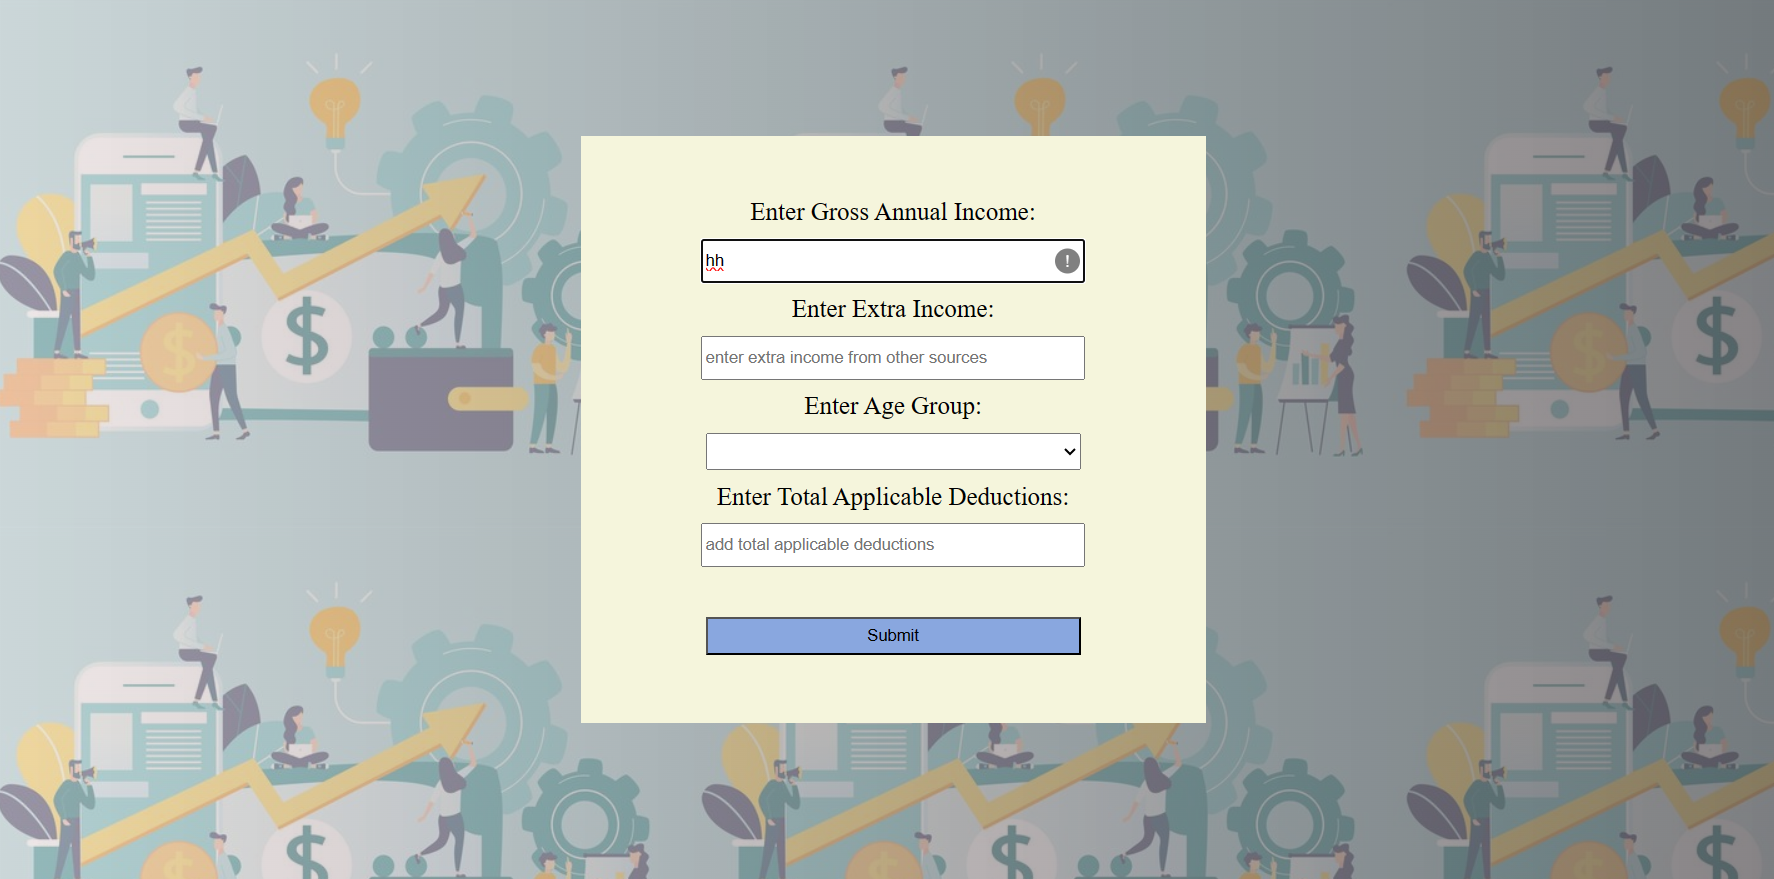 Enter Gross Annual Income:
hh
!
Enter Extra Income:
enter extra income from other sources
Enter Age Group:
Enter Total Applicable Deductions:
add total applicable deductions
Submit